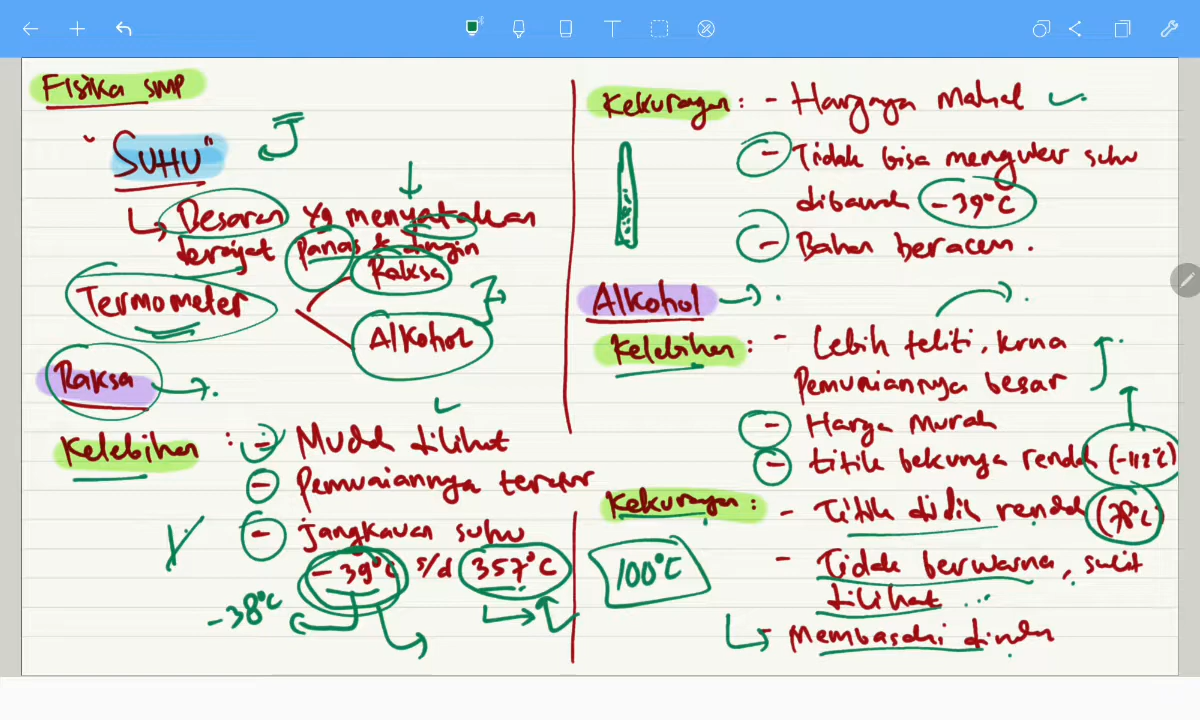 Fisika SMP
"SUHU"
Besaran yg menyatakan
derajat panas & dingin
Termometer
Raksa
Alkohol
Raksa
Kelebihan : - Mudah dilihat
- Pemuaiannya teratur
- jangkauan suhu
-39°C s/d 357°C
-38°C
Kekurangan : - Harganya Mahal
- Tidak bisa mengukur suhu
dibawah -39°C
- Bahan beracun.
Alkohol
Kelebihan : - Lebih teliti, krna
Pemuaiannya besar
- Harga Murah
- titik bekunya rendah (-112°C)
Kekurangan : - Titik didih rendah (78°C)
100°C
- Tidak berwarna, sulit
dilihat
- Membasahi dinding